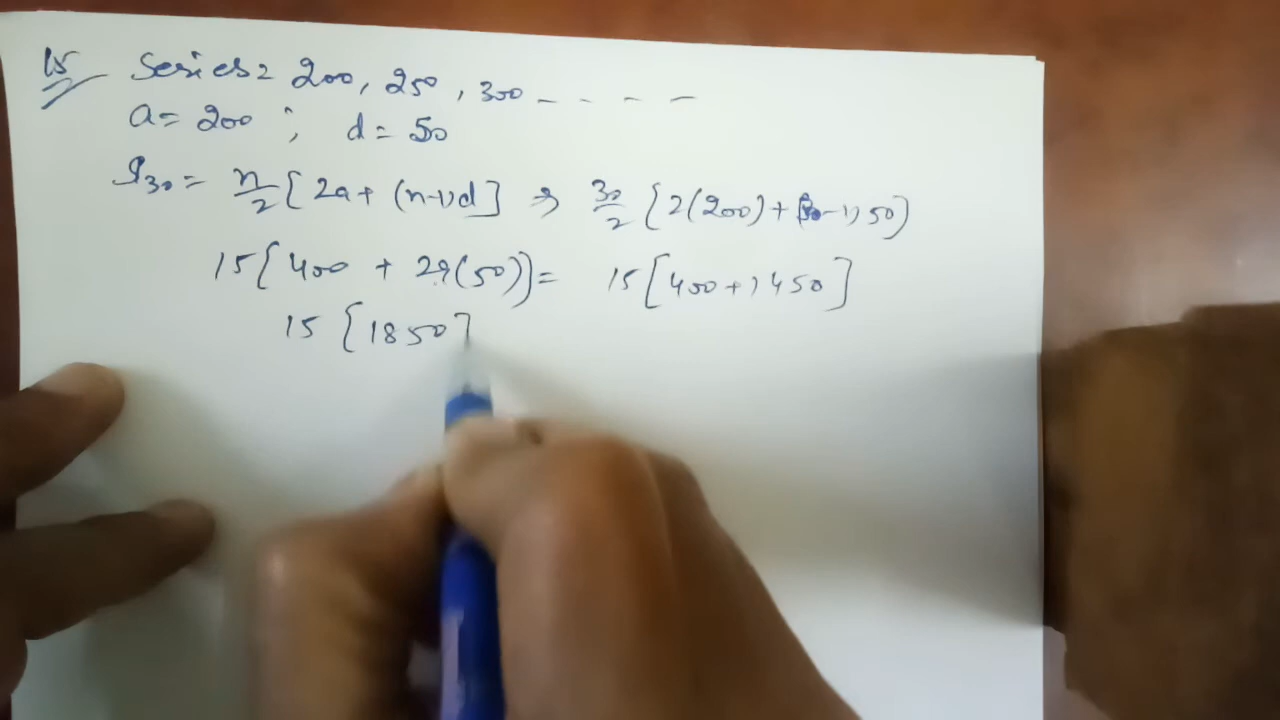 15 Series = 200, 250, 300 - - - -
a = 200 ; d = 50
S30 = n/2 [2a + (n-1)d] ⇒ 30/2 [2(200) + (30-1)50]
15[400 + 29(50)] = 15[400+1450]
15 [1850]